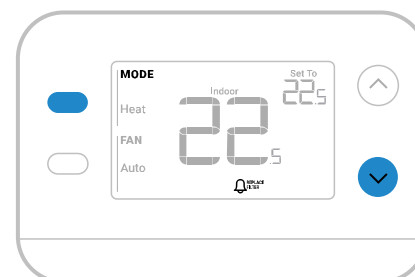 MODE
Set To
22.5
Indoor
Heat
22.5
FAN
Auto
REPLACE
FILTER